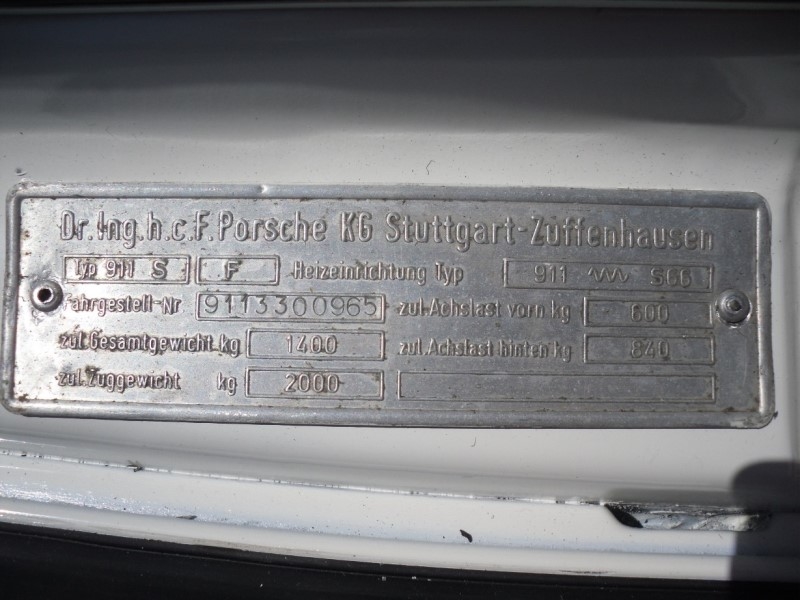 Dr.Ing.h.c.F.Porsche KG Stuttgart-Zuffenhausen
Typ 911 S F Heizeinrichtung Typ 911 S66
Fahrgestell-Nr 9113300965 zul.Achslast vorn kg 600
zul.Gesamtgewicht kg 1400 zul.Achslast hinten kg 840
zul.Zuggewicht kg 2000